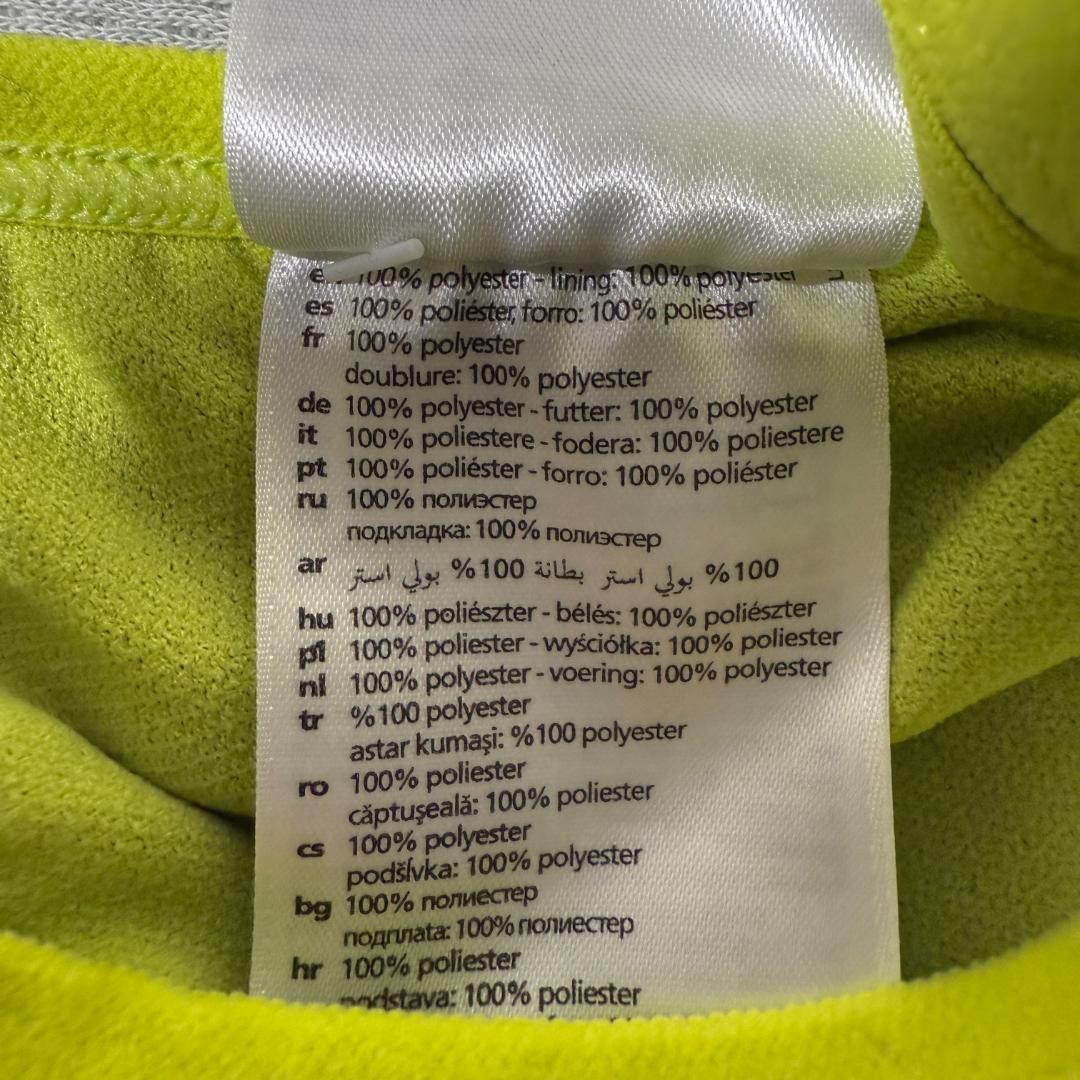 100% polyester - lining: 100% polyester
es 100% poliéster, forro: 100% poliéster
fr 100% polyester
doublure: 100% polyester
de 100% polyester - futter: 100% polyester
it 100% poliestere - fodera: 100% poliestere
pt 100% poliéster - forro: 100% poliéster
ru 100% полиэстер
подкладка: 100% полиэстер
ar 100% بولي استر بطانة 100% بولي استر
hu 100% poliészter - bélés: 100% poliészter
pl 100% poliester - wyściółka: 100% poliester
nl 100% polyester - voering: 100% polyester
tr %100 polyester
astar kumaşi: %100 polyester
ro 100% poliester
căptuşeală: 100% poliester
cs 100% polyester
podšívka: 100% polyester
bg 100% полиестер
подплата: 100% полиестер
hr 100% poliester
podstava: 100% poliester